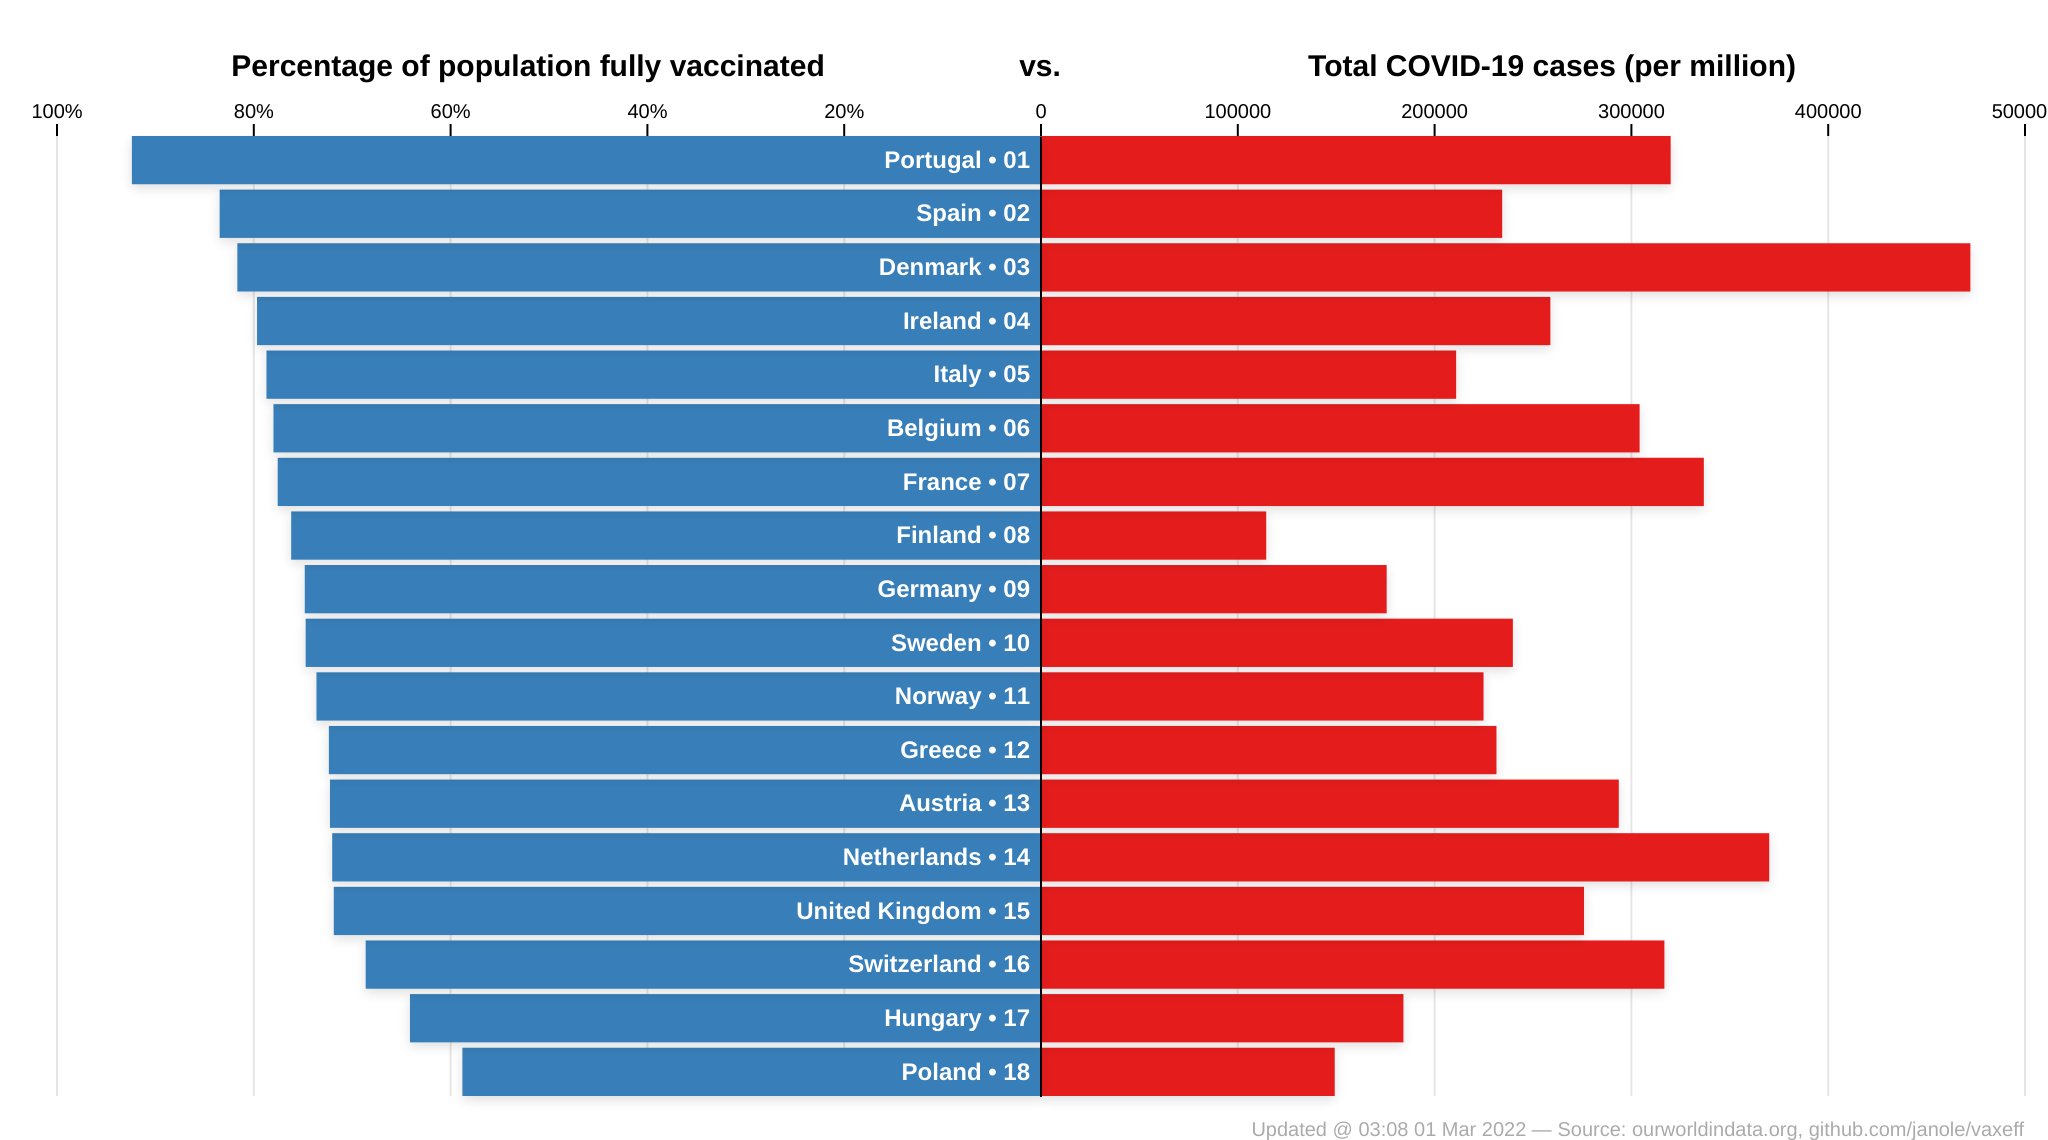 Percentage of population fully vaccinated vs. Total COVID-19 cases (per million)
100% 80% 60% 40% 20% 0 100000 200000 300000 400000 50000
Portugal • 01
Spain • 02
Denmark • 03
Ireland • 04
Italy • 05
Belgium • 06
France • 07
Finland • 08
Germany • 09
Sweden • 10
Norway • 11
Greece • 12
Austria • 13
Netherlands • 14
United Kingdom • 15
Switzerland • 16
Hungary • 17
Poland • 18
Updated @ 03:08 01 Mar 2022 — Source: ourworldindata.org, github.com/janole/vaxeff